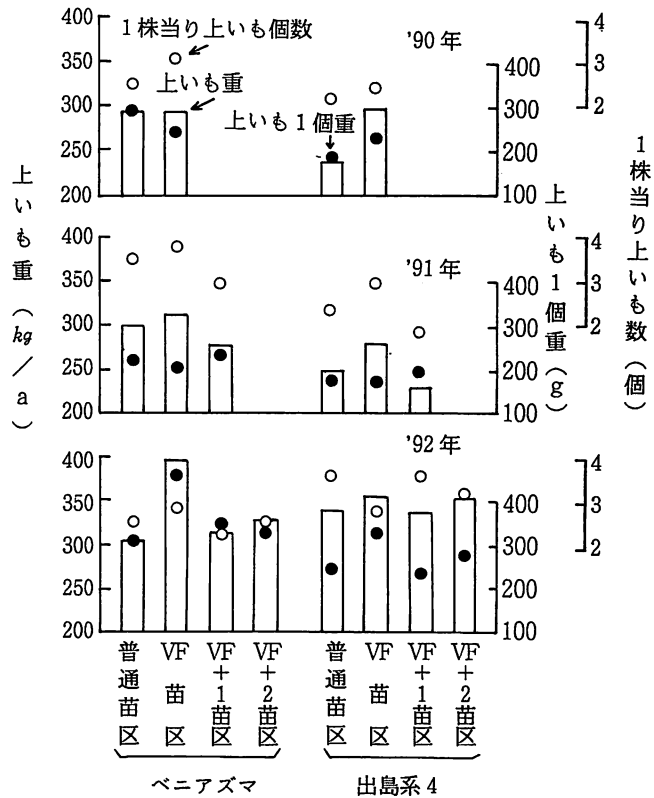 400
350
300
250
200
1株当り上いも個数
上いも重
上いも1個重
'90年
400
300
200
100
4
3
2
400
350
300
250
200
'91年
400
300
200
100
4
3
2
400
350
300
250
200
'92年
400
300
200
100
4
3
2
上いも重（kg／a）
上いも1個重（g）
1株当り上いも数（個）
普通苗区
VF苗区
VF+1苗区
VF+2苗区
普通苗区
VF苗区
VF+1苗区
VF+2苗区
ベニアズマ
出島系4